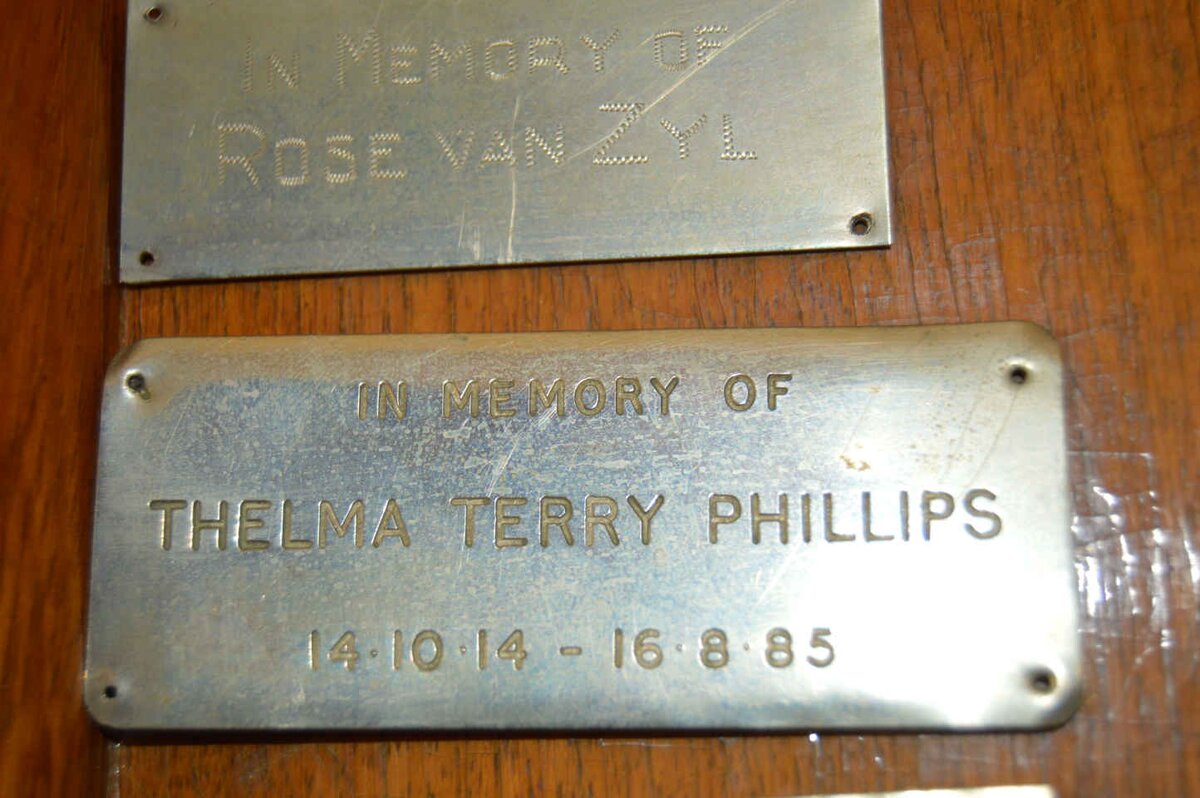 IN MEMORY OF
ROSE VAN ZYL
IN MEMORY OF
THELMA TERRY PHILLIPS
14·10·14 - 16·8·85